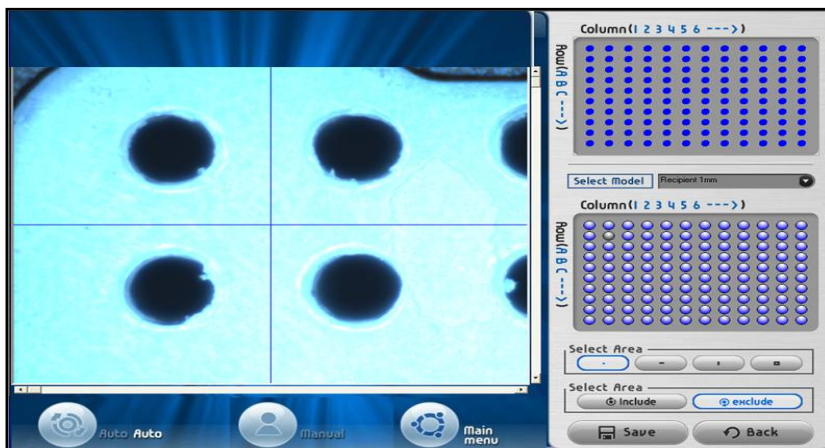 Column(1 2 3 4 5 6 --->)
Row(A B C --->)
Select Model
Recipient 1mm
Column(1 2 3 4 5 6 --->)
Row(A B C --->)
Select Area
Select Area
Include
exclude
Save
Back
Auto Auto
Manual
Main
menu